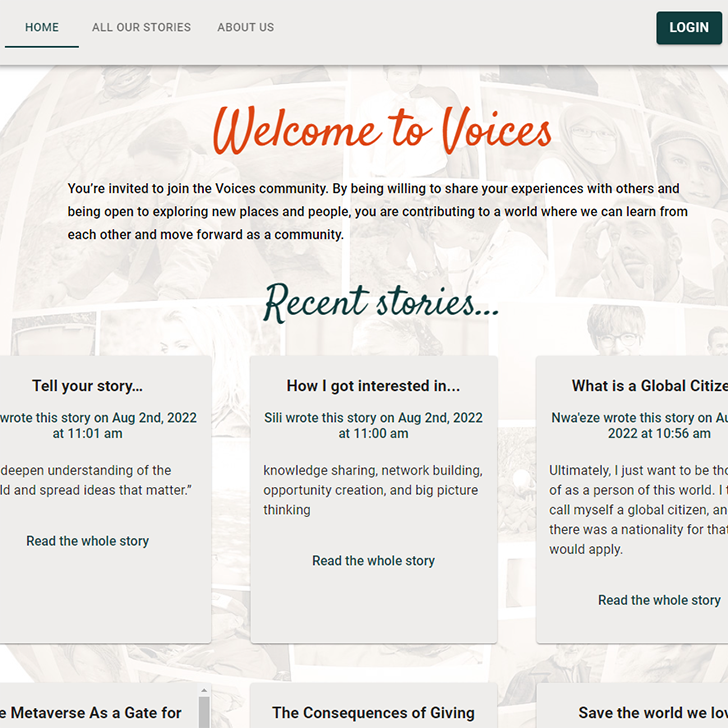 HOME ALL OUR STORIES ABOUT US LOGIN
Welcome to Voices
You're invited to join the Voices community. By being willing to share your experiences with others and
being open to exploring new places and people, you are contributing to a world where we can learn from
each other and move forward as a community.
Recent stories...
Tell your story...
wrote this story on Aug 2nd, 2022
at 11:01 am
deepen understanding of the
and spread ideas that matter.”
Read the whole story
How I got interested in...
Sili wrote this story on Aug 2nd, 2022
at 11:00 am
knowledge sharing, network building,
opportunity creation, and big picture
thinking
Read the whole story
What is a Global
Nwa'eze wrote this story on
2022 at 10:56 am
Ultimately, I just want to be
of as a person of this world. I
call myself a global citizen,
there was a nationality for
would apply.
Read the whole story
Metaverse As a Gate for
The Consequences of Giving
Save the world we